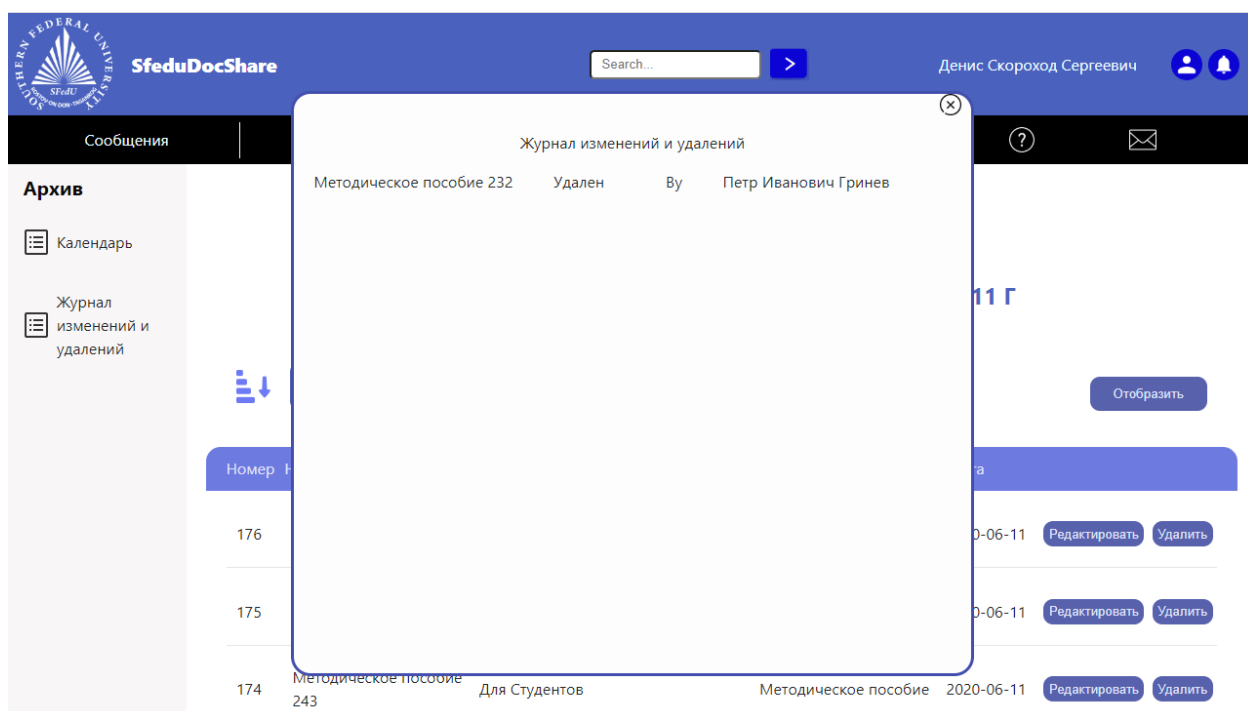 SOUTHERN FEDERAL UNIVERSITY
SFedU
SfeduDocShare
Search...
>
Денис Скороход Сергеевич
Сообщения
?
Журнал изменений и удалений
Методическое пособие 232 Удален By Петр Иванович Гринев
Архив
Календарь
Журнал
изменений и
удалений
11 Г
Отобразить
Номер
176 0-06-11 Редактировать Удалить
175 0-06-11 Редактировать Удалить
174 Методическое пособие
243 Для Студентов Методическое пособие 2020-06-11 Редактировать Удалить